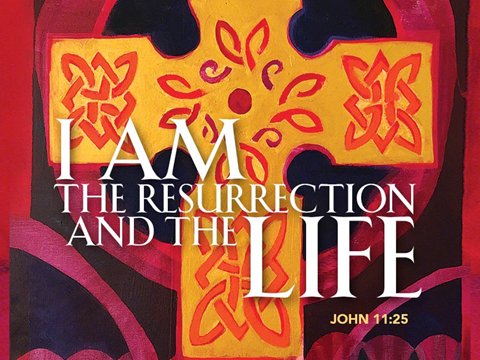 I AM
THE RESURRECTION
AND THE LIFE
JOHN 11:25